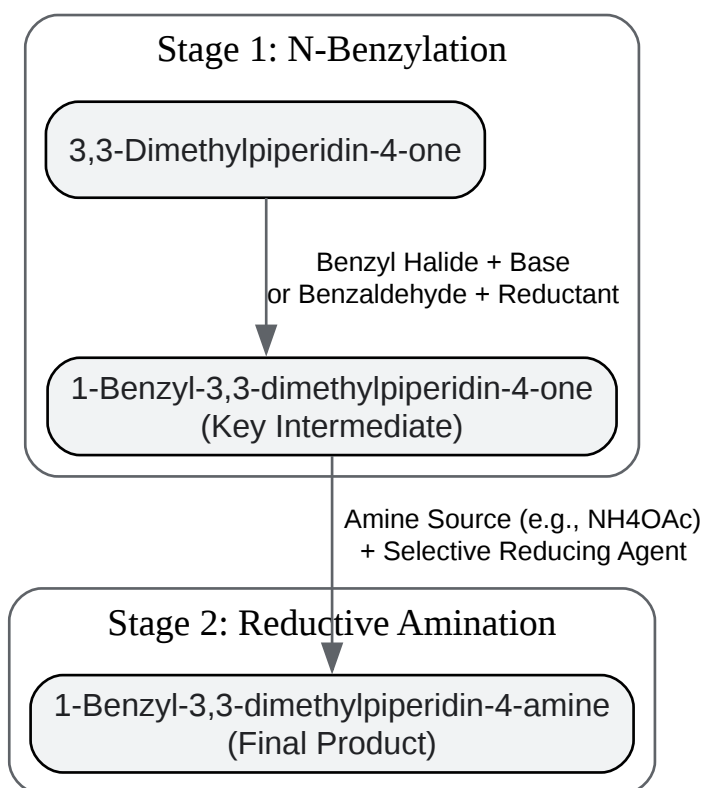 Stage 1: N-Benzylation
3,3-Dimethylpiperidin-4-one
Benzyl Halide + Base
or Benzaldehyde + Reductant
1-Benzyl-3,3-dimethylpiperidin-4-one
(Key Intermediate)
Amine Source (e.g., NH4OAc)
+ Selective Reducing Agent
Stage 2: Reductive Amination
1-Benzyl-3,3-dimethylpiperidin-4-amine
(Final Product)